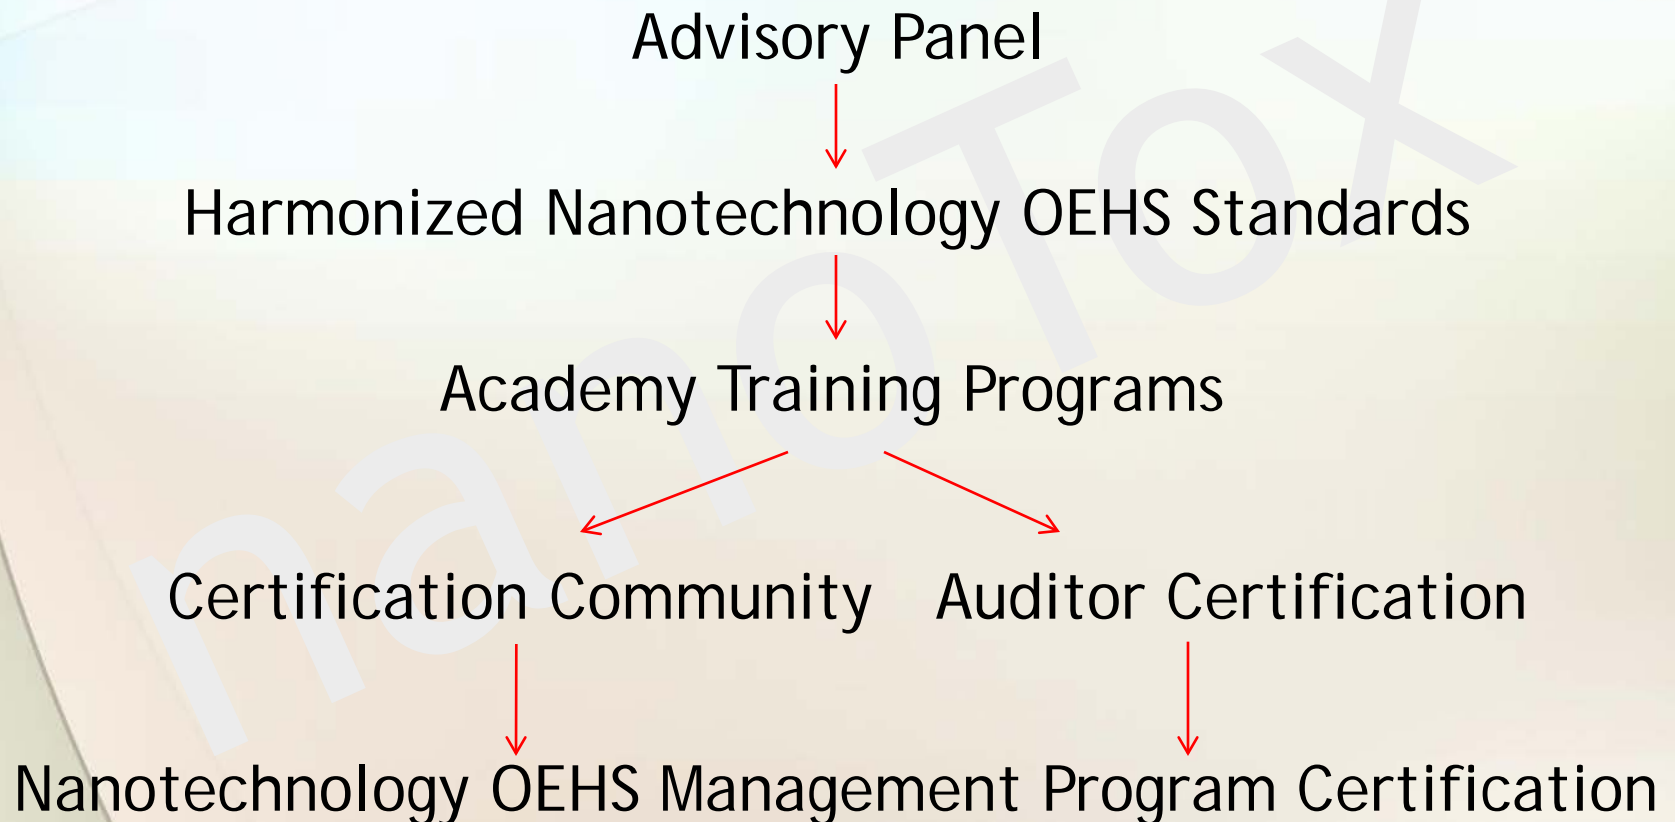 Advisory Panel
Harmonized Nanotechnology OEHS Standards
Academy Training Programs
Certification Community Auditor Certification
Nanotechnology OEHS Management Program Certification
nanoTox